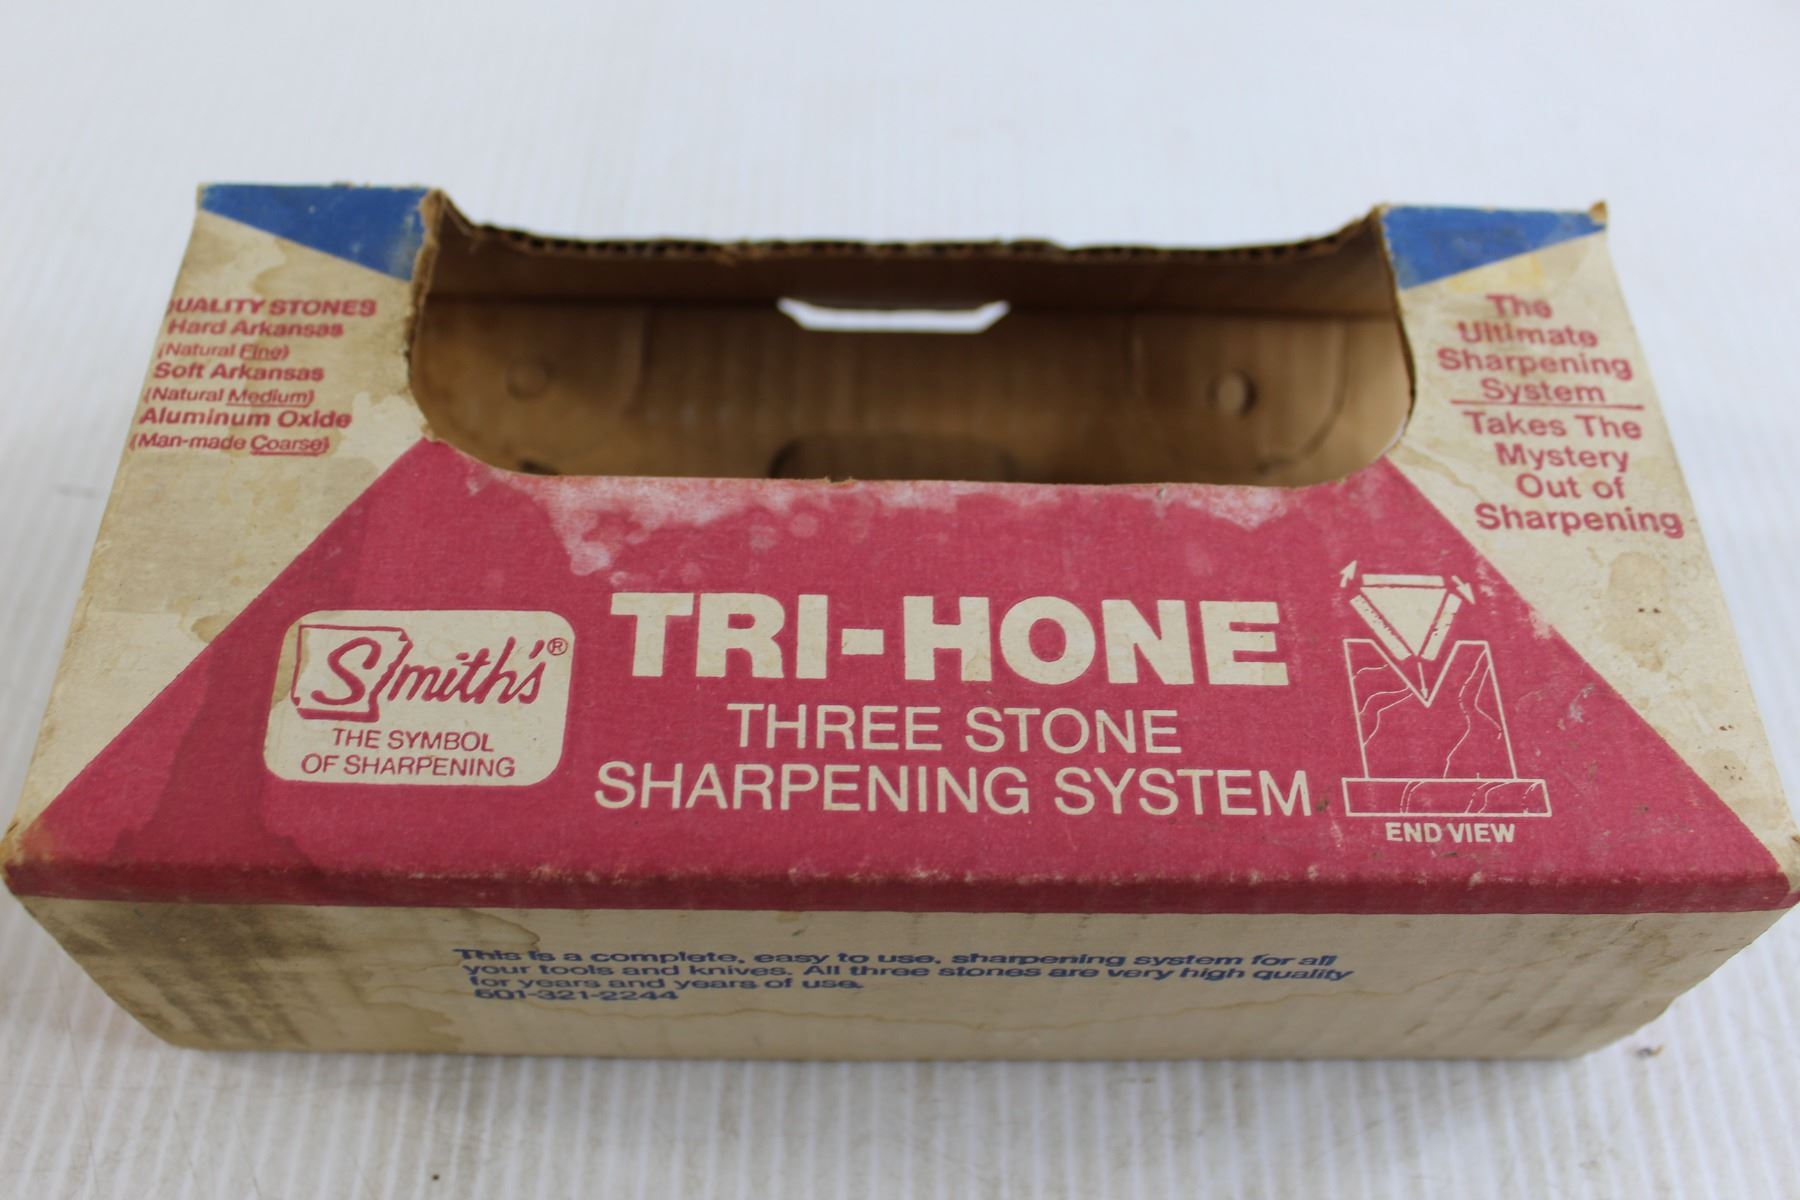 QUALITY STONES
Hard Arkansas
(Natural Fine)
Soft Arkansas
(Natural Medium)
Aluminum Oxide
(Man-made Coarse)
The
Ultimate
Sharpening
System
Takes The
Mystery
Out of
Sharpening
Smith's®
THE SYMBOL
OF SHARPENING
TRI-HONE
THREE STONE
SHARPENING SYSTEM
END VIEW
This is a complete, easy to use, sharpening system for all
your tools and knives. All three stones are very high quality
for years and years of use.
501-321-2244